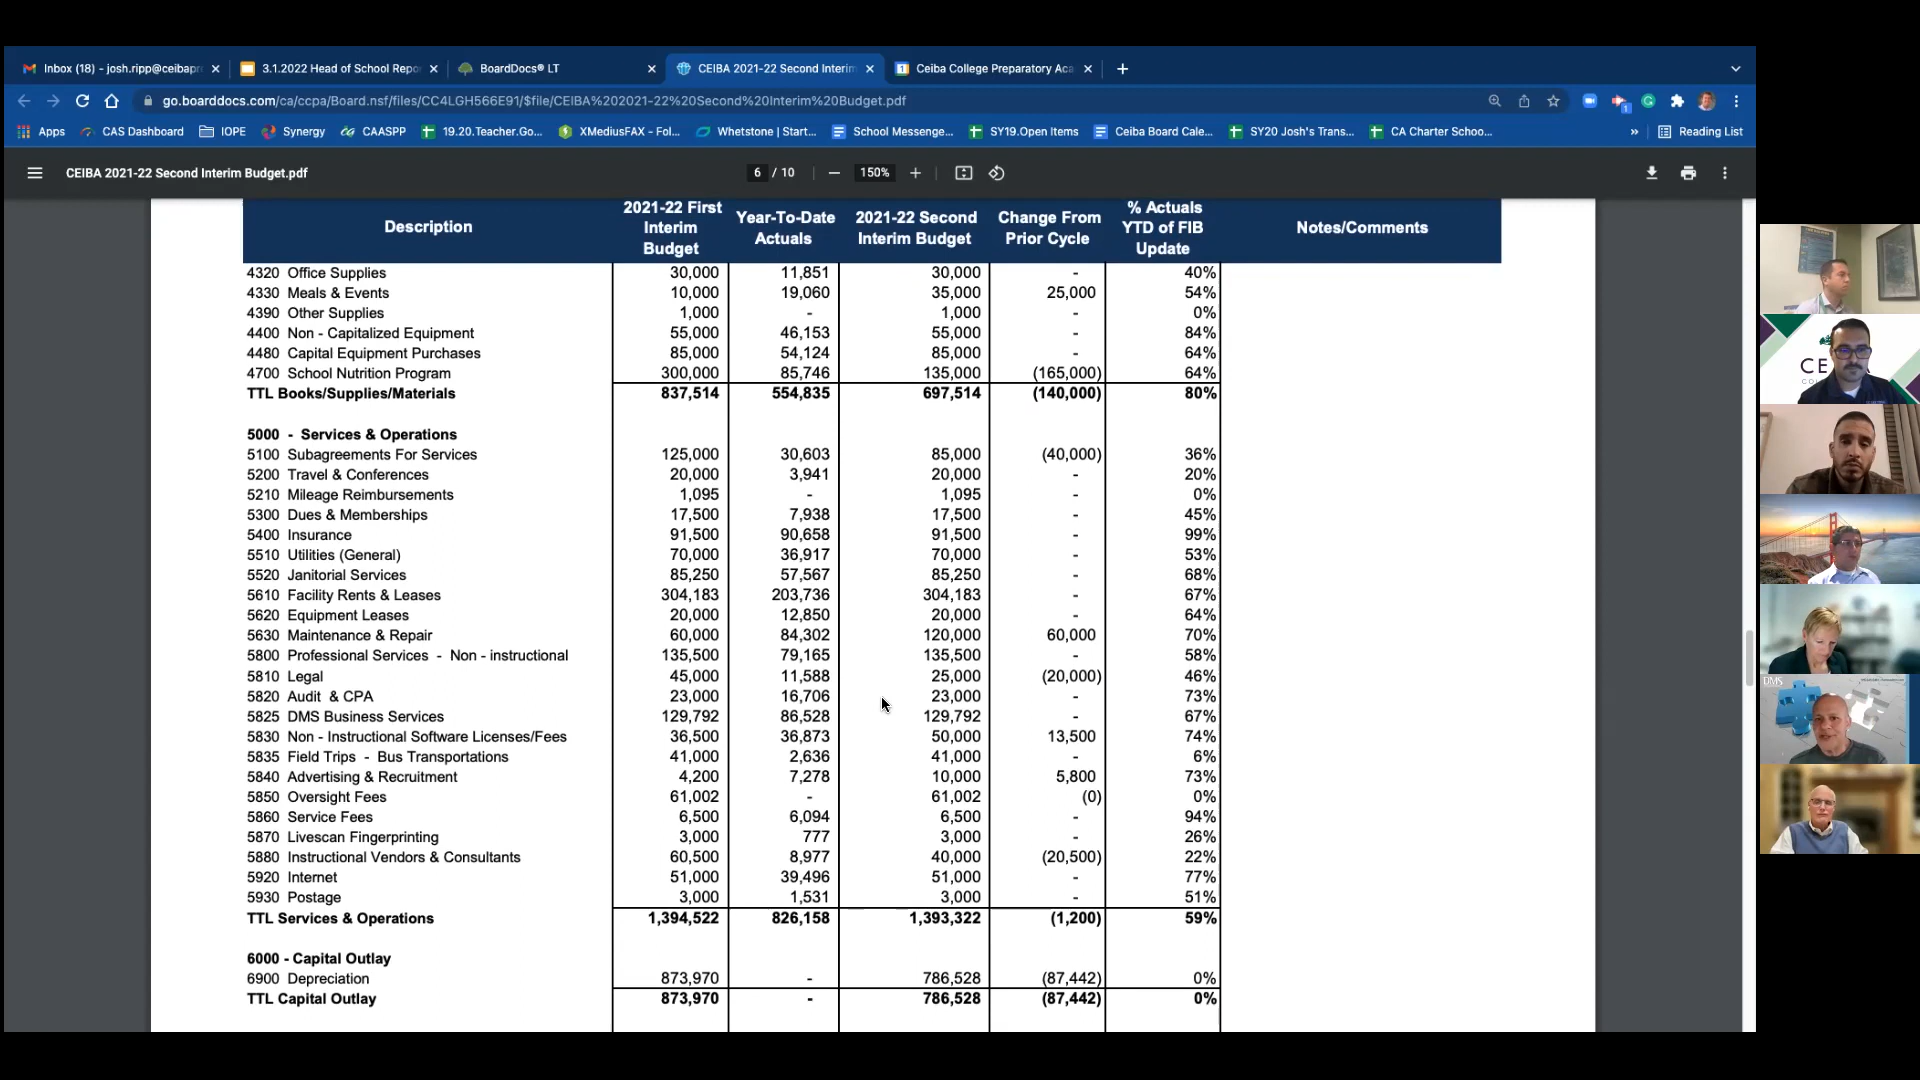 Inbox (18) - josh.ripp@ceibapr
3.1.2022 Head of School Repo
BoardDocs® LT
CEIBA 2021-22 Second Interim
Ceiba College Preparatory Aca
go.boarddocs.com/ca/ccpa/Board.nsf/files/CC4LGH566E91/$file/CEIBA%202021-22%20Second%20Interim%20Budget.pdf
Apps CAS Dashboard IOPE Synergy CAASPP 19.20.Teacher.Go... XMediusFAX - Fol... Whetstone | Start... School Messenge... SY19.Open Items Ceiba Board Cale... SY20 Josh's Trans... CA Charter Schoo... » Reading List
CEIBA 2021-22 Second Interim Budget.pdf 6 / 10 — 150% +
Description 2021-22 First Interim Budget Year-To-Date Actuals 2021-22 Second Interim Budget Change From Prior Cycle % Actuals YTD of FIB Update Notes/Comments
4320 Office Supplies 30,000 11,851 30,000 - 40%
4330 Meals & Events 10,000 19,060 35,000 25,000 54%
4390 Other Supplies 1,000 - 1,000 - 0%
4400 Non - Capitalized Equipment 55,000 46,153 55,000 - 84%
4480 Capital Equipment Purchases 85,000 54,124 85,000 - 64%
4700 School Nutrition Program 300,000 85,746 135,000 (165,000) 64%
TTL Books/Supplies/Materials 837,514 554,835 697,514 (140,000) 80%
5000 - Services & Operations
5100 Subagreements For Services 125,000 30,603 85,000 (40,000) 36%
5200 Travel & Conferences 20,000 3,941 20,000 - 20%
5210 Mileage Reimbursements 1,095 - 1,095 - 0%
5300 Dues & Memberships 17,500 7,938 17,500 - 45%
5400 Insurance 91,500 90,658 91,500 - 99%
5510 Utilities (General) 70,000 36,917 70,000 - 53%
5520 Janitorial Services 85,250 57,567 85,250 - 68%
5610 Facility Rents & Leases 304,183 203,736 304,183 - 67%
5620 Equipment Leases 20,000 12,850 20,000 - 64%
5630 Maintenance & Repair 60,000 84,302 120,000 60,000 70%
5800 Professional Services - Non - instructional 135,500 79,165 135,500 - 58%
5810 Legal 45,000 11,588 25,000 (20,000) 46%
5820 Audit & CPA 23,000 16,706 23,000 - 73%
5825 DMS Business Services 129,792 86,528 129,792 - 67%
5830 Non - Instructional Software Licenses/Fees 36,500 36,873 50,000 13,500 74%
5835 Field Trips - Bus Transportations 41,000 2,636 41,000 - 6%
5840 Advertising & Recruitment 4,200 7,278 10,000 5,800 73%
5850 Oversight Fees 61,002 - 61,002 (0) 0%
5860 Service Fees 6,500 6,094 6,500 - 94%
5870 Livescan Fingerprinting 3,000 777 3,000 - 26%
5880 Instructional Vendors & Consultants 60,500 8,977 40,000 (20,500) 22%
5920 Internet 51,000 39,496 51,000 - 77%
5930 Postage 3,000 1,531 3,000 - 51%
TTL Services & Operations 1,394,522 826,158 1,393,322 (1,200) 59%
6000 - Capital Outlay
6900 Depreciation 873,970 - 786,528 (87,442) 0%
TTL Capital Outlay 873,970 - 786,528 (87,442) 0%
CE
DMS